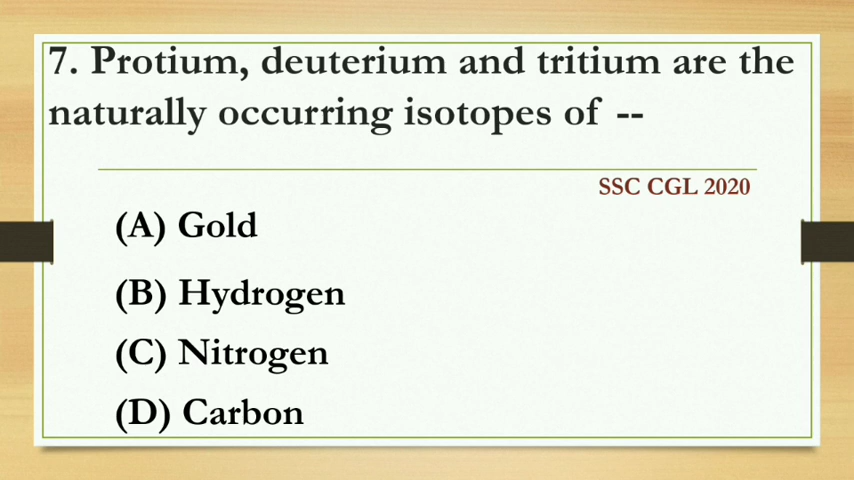 7. Protium, deuterium and tritium are the
naturally occurring isotopes of --
SSC CGL 2020
(A) Gold
(B) Hydrogen
(C) Nitrogen
(D) Carbon